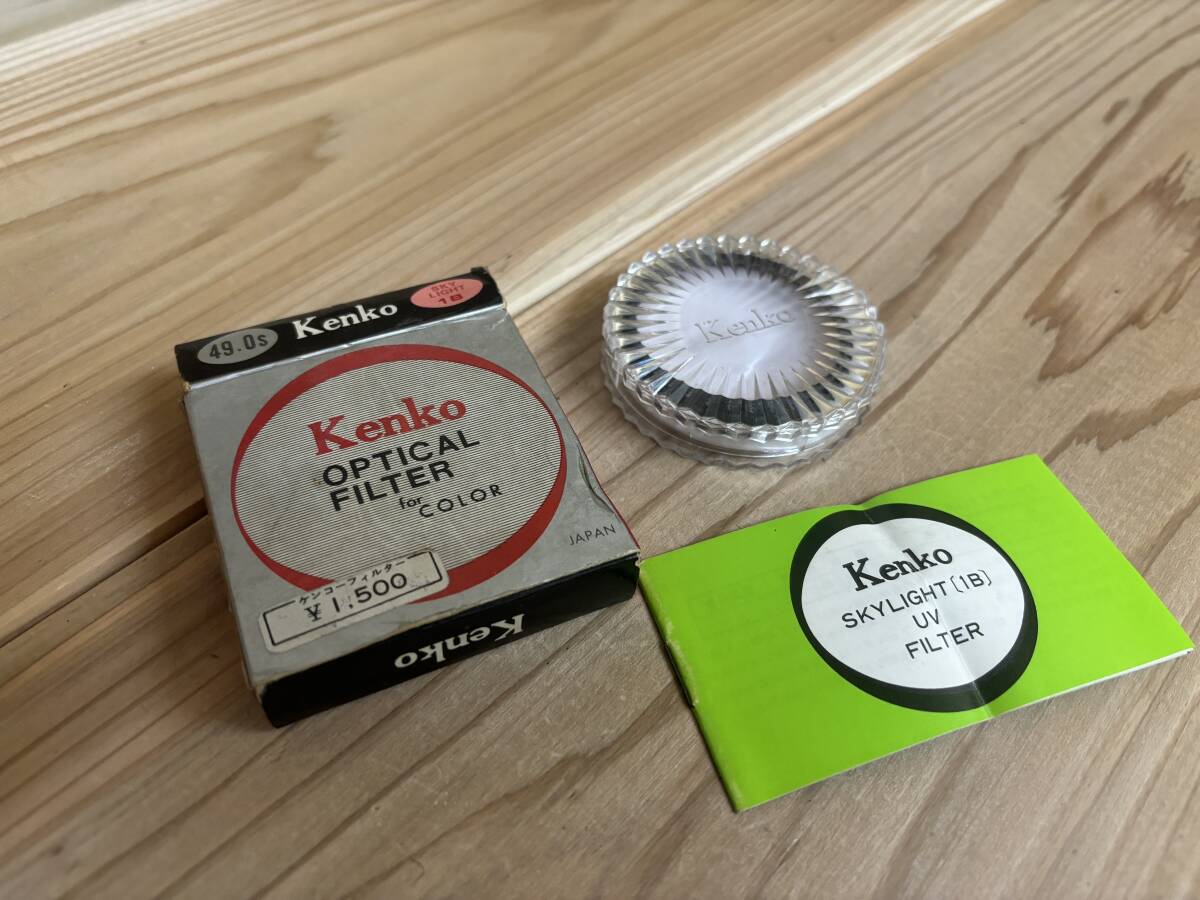 49.0s
Kenko
SKY
LIGHT
1B
Kenko
OPTICAL
FILTER
for COLOR
JAPAN
ケンコーフィルター
¥1,500
Kenko
Kenko
Kenko
SKYLIGHT〔1B〕
UV
FILTER